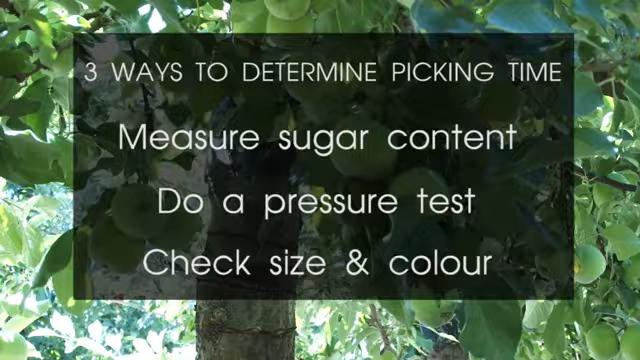 3 WAYS TO DETERMINE PICKING TIME
Measure sugar content
Do a pressure test
Check size & colour